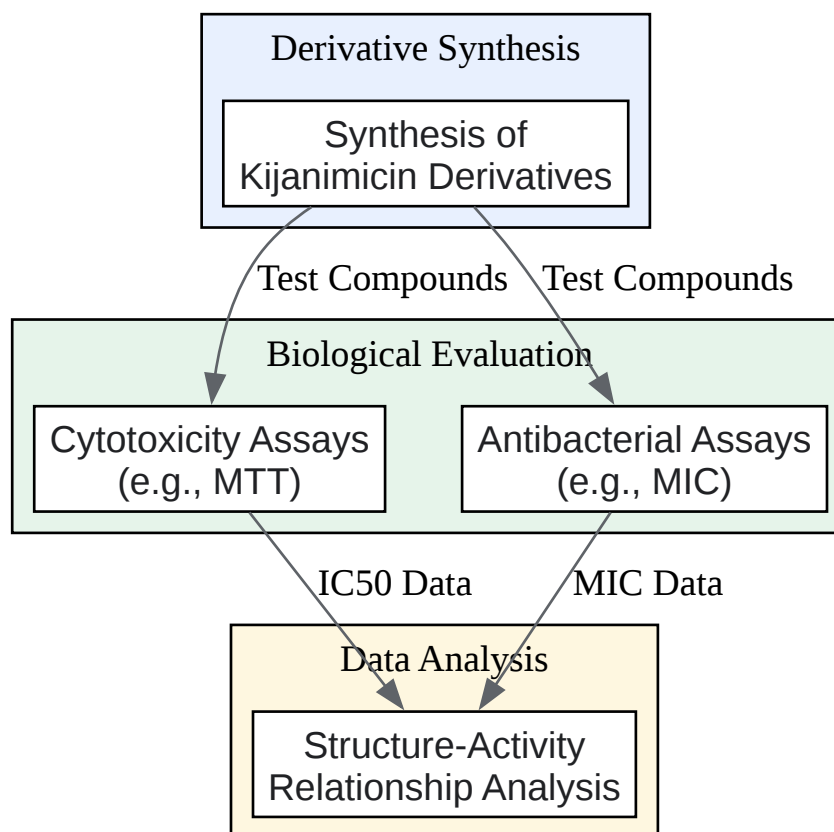 Derivative Synthesis
Synthesis of
Kijanimicin Derivatives
Test Compounds
Test Compounds
Biological Evaluation
Cytotoxicity Assays
(e.g., MTT)
Antibacterial Assays
(e.g., MIC)
IC50 Data
MIC Data
Data Analysis
Structure-Activity
Relationship Analysis